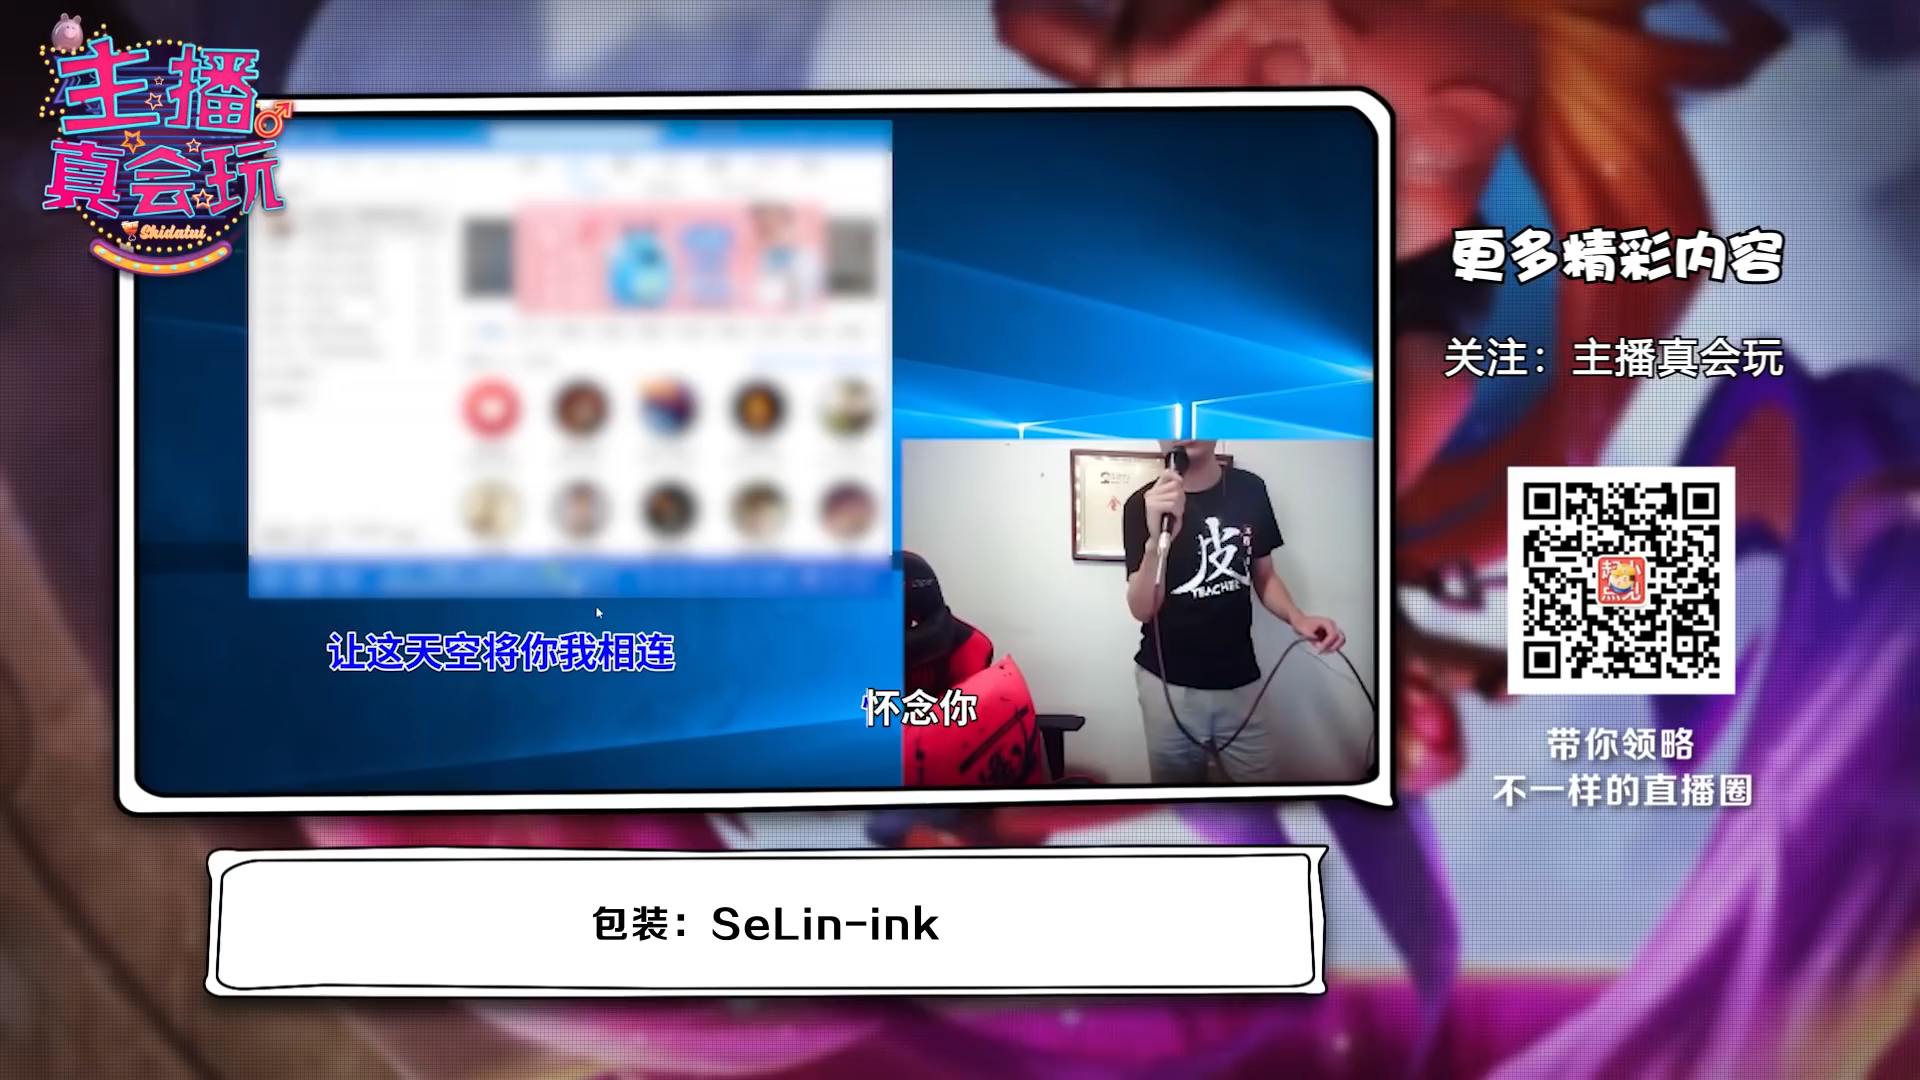 主播
真会玩
Skidatui
更多精彩内容
关注：主播真会玩
皮
TEACHER
让这天空将你我相连
怀念你
带你领略
不一样的直播圈
包装：SeLin-ink